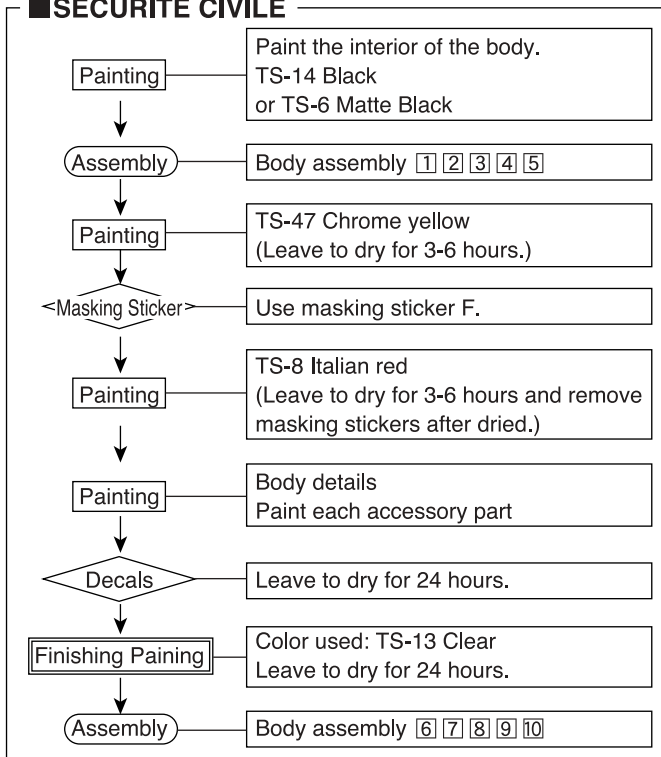 ■SECURITE CIVILE
Painting
Paint the interior of the body.
TS-14 Black
or TS-6 Matte Black
Assembly
Body assembly 1 2 3 4 5
Painting
TS-47 Chrome yellow
(Leave to dry for 3-6 hours.)
Masking Sticker
Use masking sticker F.
Painting
TS-8 Italian red
(Leave to dry for 3-6 hours and remove
masking stickers after dried.)
Painting
Body details
Paint each accessory part
Decals
Leave to dry for 24 hours.
Finishing Paining
Color used: TS-13 Clear
Leave to dry for 24 hours.
Assembly
Body assembly 6 7 8 9 10